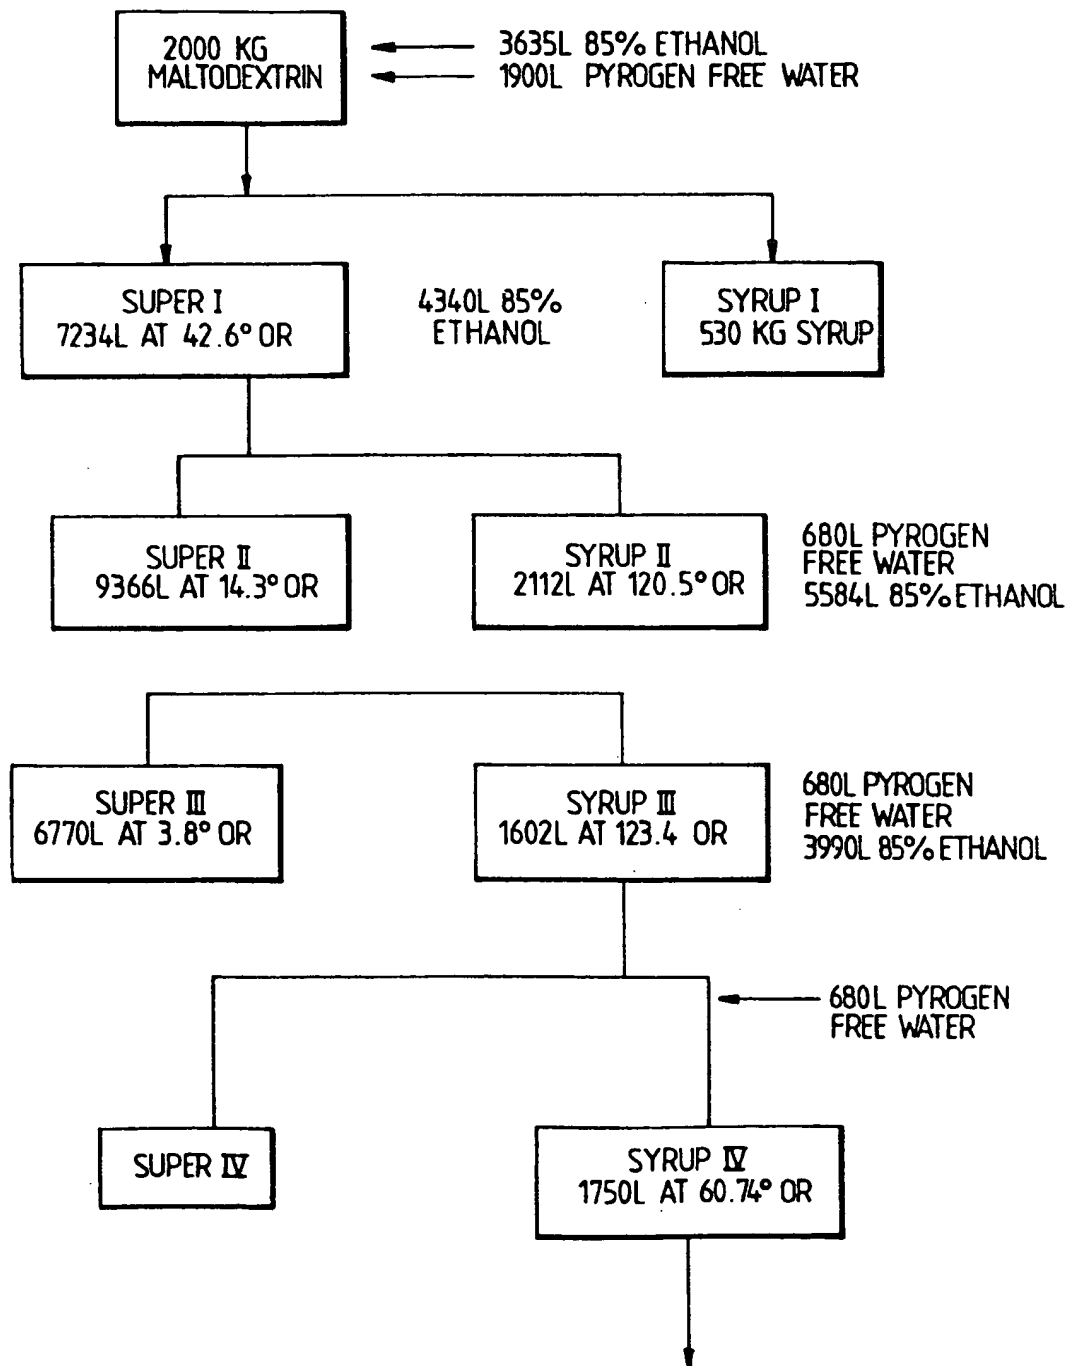 2000 KG
MALTODEXTRIN
3635L 85% ETHANOL
1900L PYROGEN FREE WATER
SUPER I
7234L AT 42.6° OR
4340L 85%
ETHANOL
SYRUP I
530 KG SYRUP
SUPER II
9366L AT 14.3° OR
SYRUP II
2112L AT 120.5° OR
680L PYROGEN
FREE WATER
5584L 85% ETHANOL
SUPER III
6770L AT 3.8° OR
SYRUP III
1602L AT 123.4 OR
680L PYROGEN
FREE WATER
3990L 85% ETHANOL
680L PYROGEN
FREE WATER
SUPER IV
SYRUP IV
1750L AT 60.74° OR